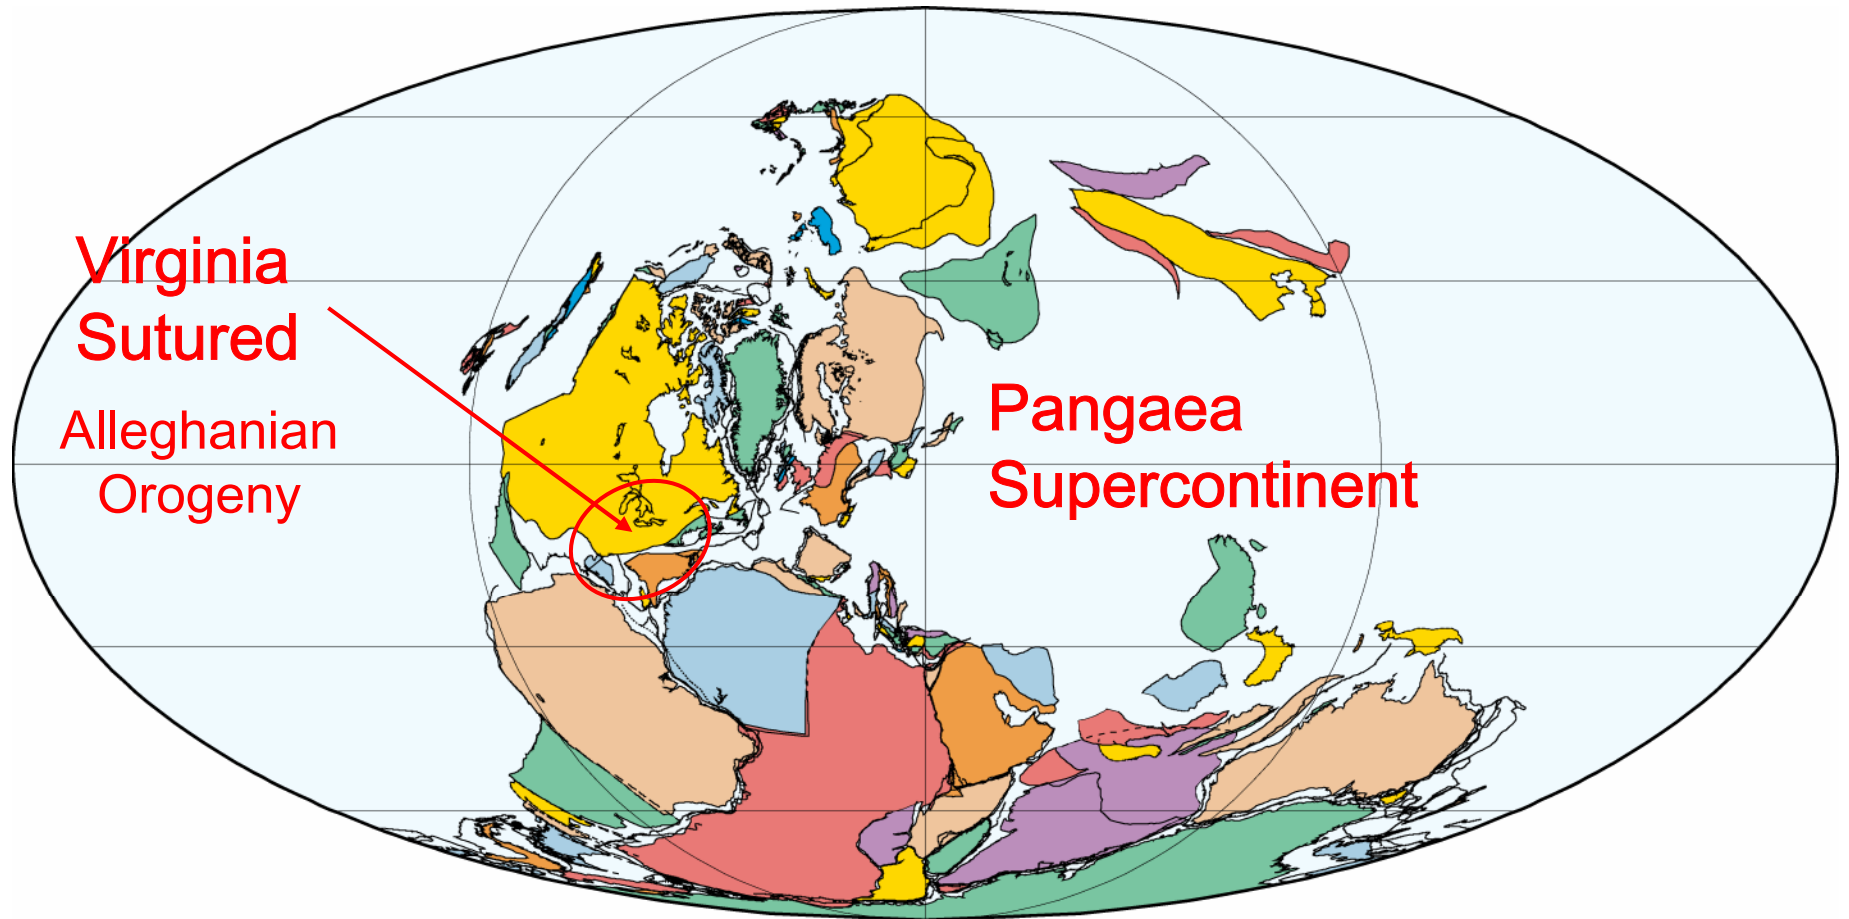 Virginia
Sutured
Alleghanian
Orogeny
Pangaea
Supercontinent